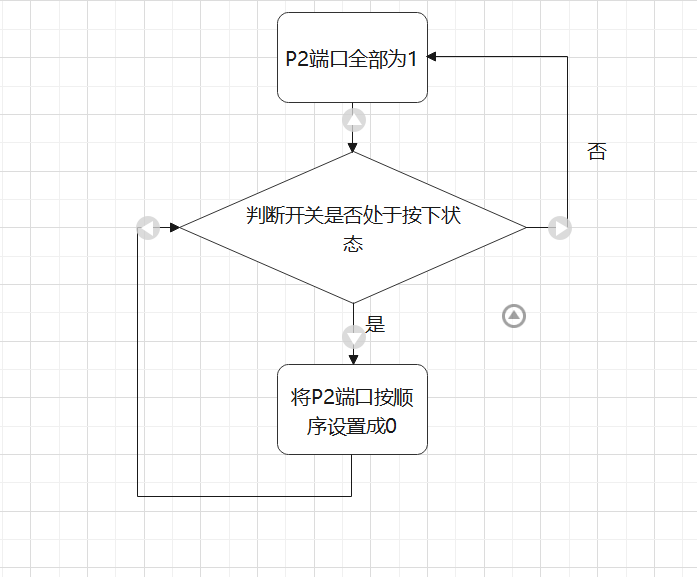 P2端口全部为1
否
判断开关是否处于按下状
态
是
将P2端口按顺
序设置成0